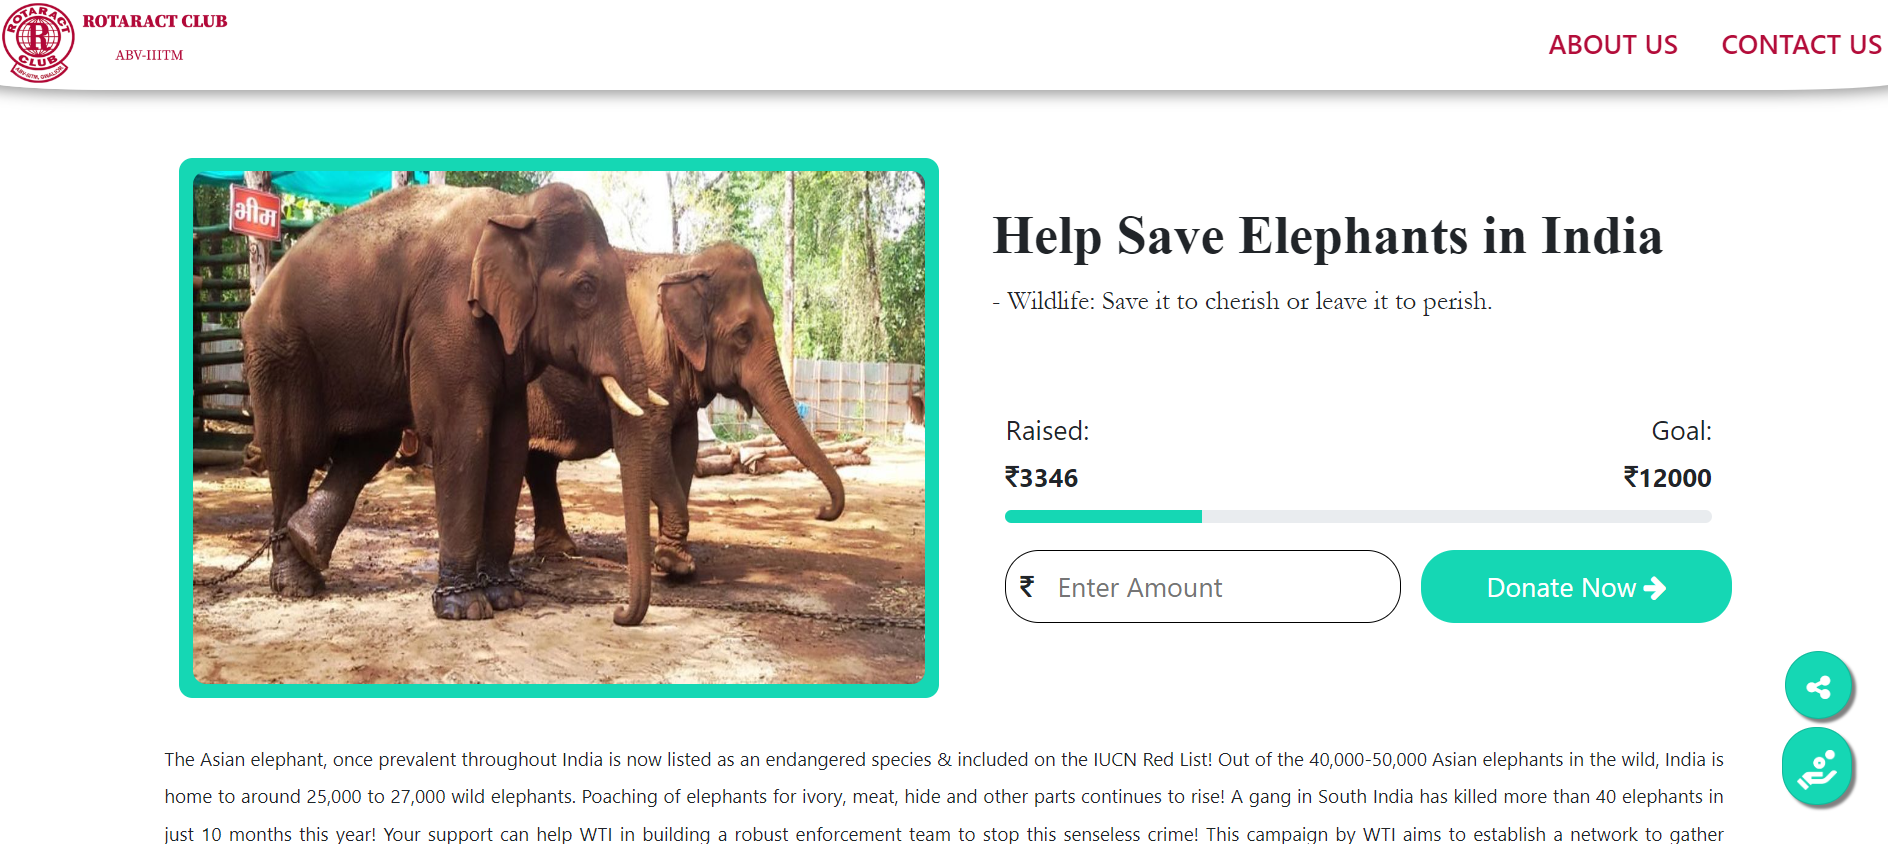 ROTARACT
R
CLUB
ABV-IIITM, GWALIOR
ROTARACT CLUB
ABV-IIITM
ABOUT US
CONTACT US
भीम
Help Save Elephants in India
- Wildlife: Save it to cherish or leave it to perish.
Raised:
Goal:
₹3346
₹12000
₹ Enter Amount
Donate Now
The Asian elephant, once prevalent throughout India is now listed as an endangered species & included on the IUCN Red List! Out of the 40,000-50,000 Asian elephants in the wild, India is
home to around 25,000 to 27,000 wild elephants. Poaching of elephants for ivory, meat, hide and other parts continues to rise! A gang in South India has killed more than 40 elephants in
just 10 months this year! Your support can help WTI in building a robust enforcement team to stop this senseless crime! This campaign by WTI aims to establish a network to gather